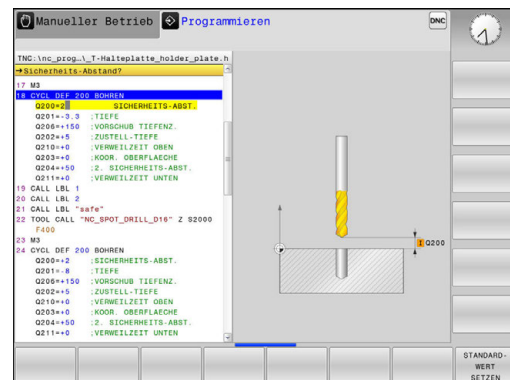 Manueller Betrieb
Programmieren
DNC
TNC:\nc_prog…\_T-Halteplatte_holder_plate.h
→Sicherheits-Abstand?
17 M3
18 CYCL DEF 200 BOHREN
Q200=2 SICHERHEITS-ABST.
Q201=-3.3 ;TIEFE
Q206=+150 ;VORSCHUB TIEFENZ.
Q202=+5 ;ZUSTELL-TIEFE
Q210=+0 ;VERWEILZEIT OBEN
Q203=+0 ;KOOR. OBERFLAECHE
Q204=+50 ;2. SICHERHEITS-ABST.
Q211=+0 ;VERWEILZEIT UNTEN
19 CALL LBL 1
20 CALL LBL 2
21 CALL LBL "safe"
22 TOOL CALL "NC_SPOT_DRILL_D16" Z S2000
F400
23 M3
24 CYCL DEF 200 BOHREN
Q200=+2 ;SICHERHEITS-ABST.
Q201=-8 ;TIEFE
Q206=+150 ;VORSCHUB TIEFENZ.
Q202=+5 ;ZUSTELL-TIEFE
Q210=+0 ;VERWEILZEIT OBEN
Q203=+0 ;KOOR. OBERFLAECHE
Q204=+50 ;2. SICHERHEITS-ABST.
Q211=+0 ;VERWEILZEIT UNTEN
I Q200
STANDARD-
WERT
SETZEN